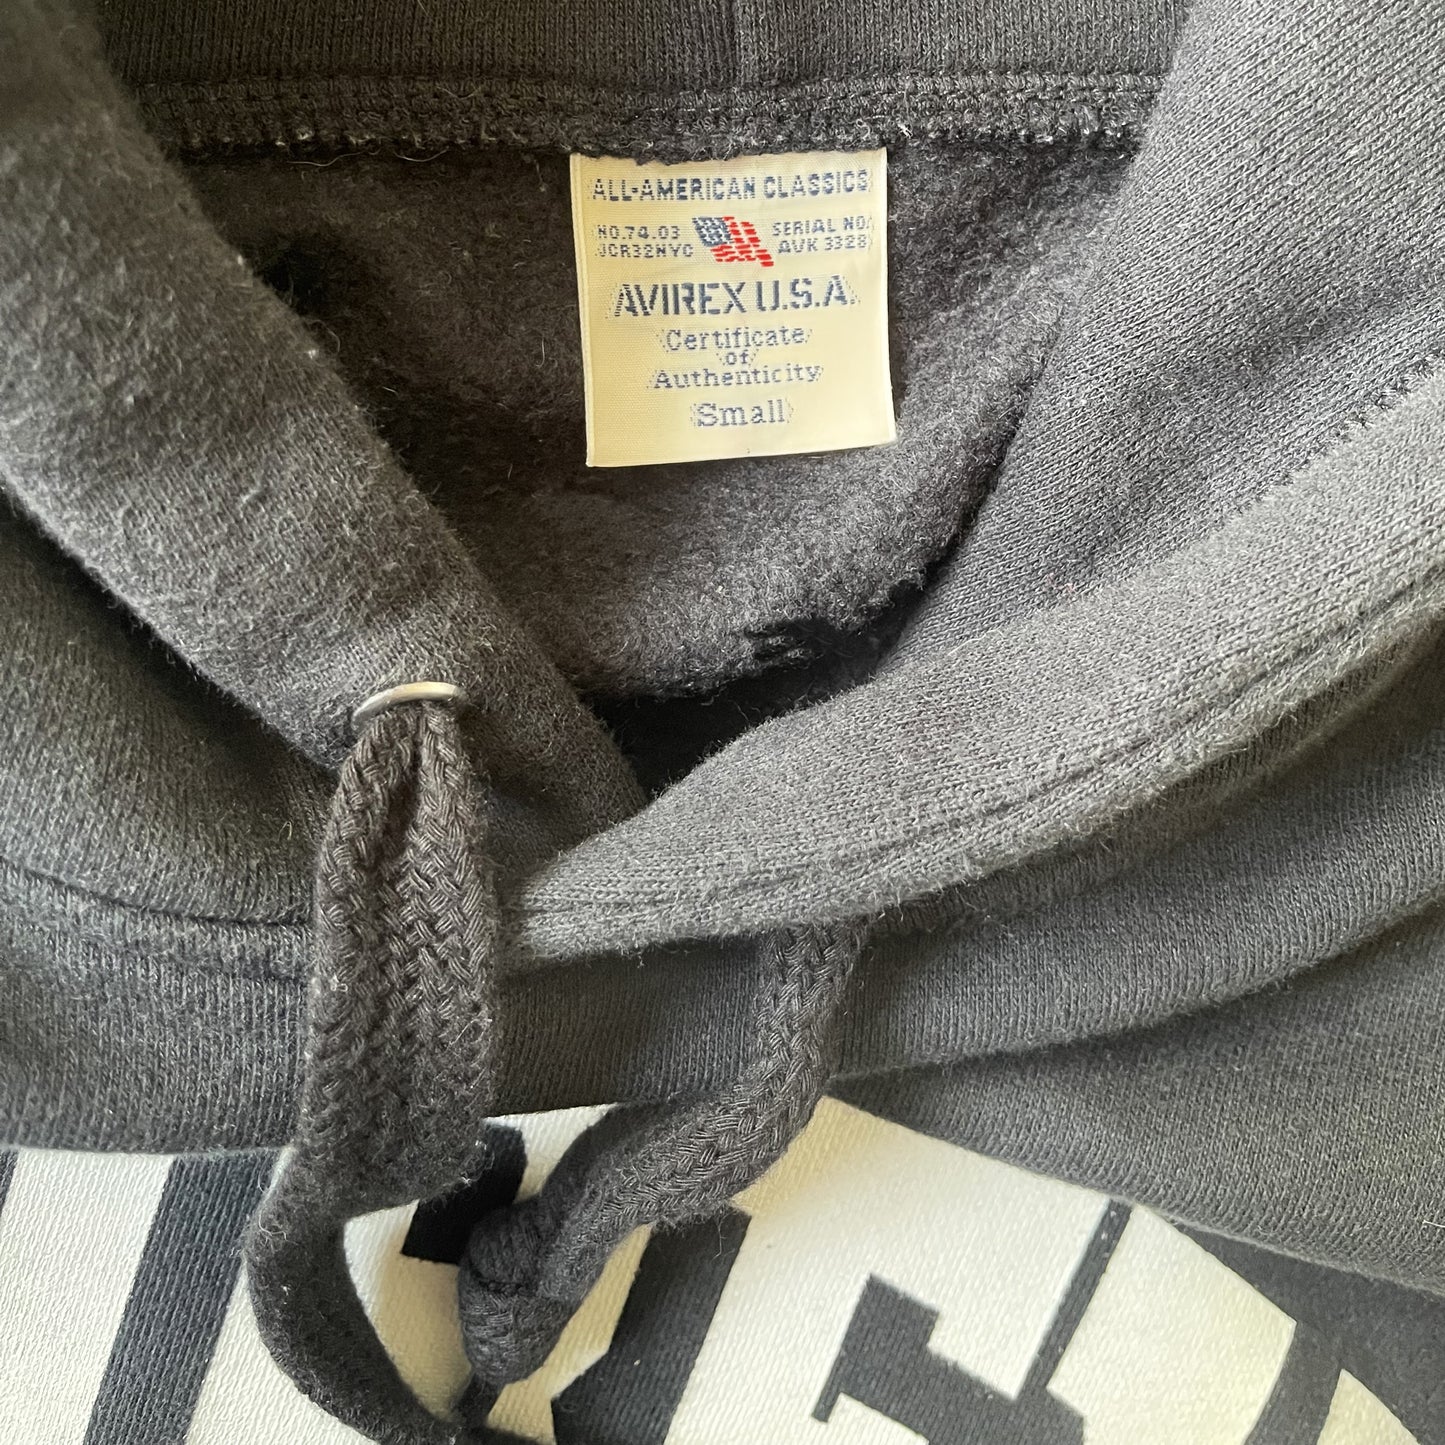 ALL-AMERICAN CLASSICS
NO.74.03 SERIAL NO/
JCR32NYC AVK 3328
AVIREX U.S.A.
Certificate
of
Authenticity
Small